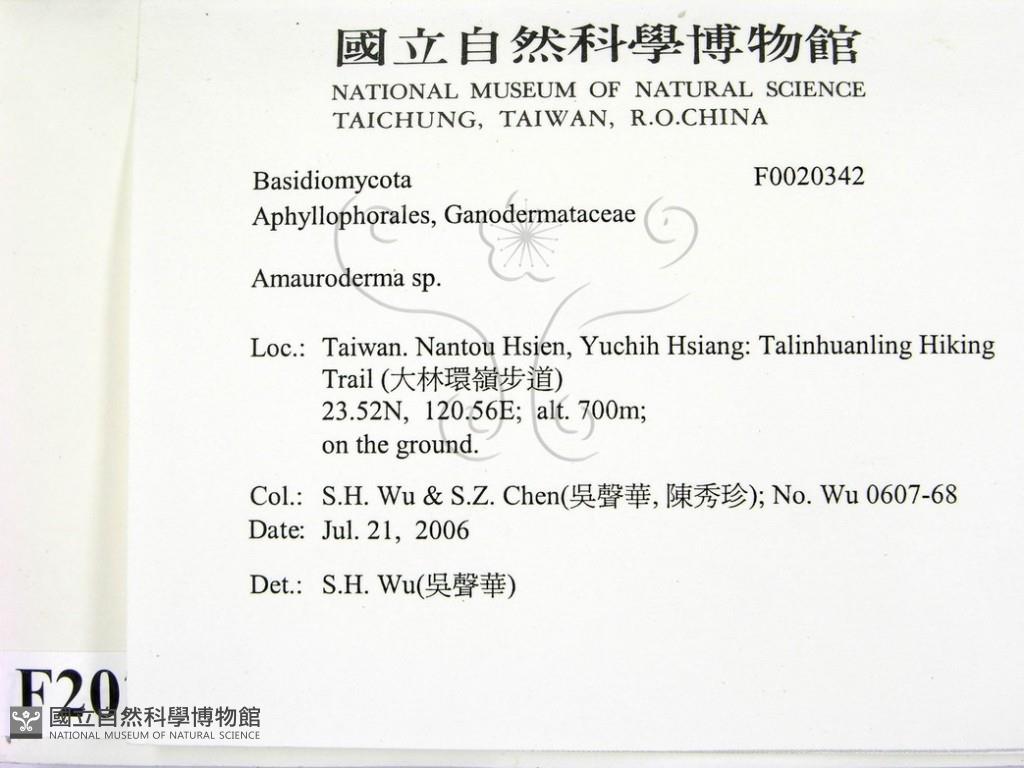 國立自然科學博物館
NATIONAL MUSEUM OF NATURAL SCIENCE
TAICHUNG, TAIWAN, R.O.CHINA
Basidiomycota F0020342
Aphyllophorales, Ganodermataceae
Amauroderma sp.
Loc.: Taiwan. Nantou Hsien, Yuchih Hsiang: Talinhuanling Hiking
Trail (大林環嶺步道)
23.52N, 120.56E; alt. 700m;
on the ground.
Col.: S.H. Wu & S.Z. Chen(吳聲華, 陳秀珍); No. Wu 0607-68
Date: Jul. 21, 2006
Det.: S.H. Wu(吳聲華)
F20
國立自然科學博物館
NATIONAL MUSEUM OF NATURAL SCIENCE